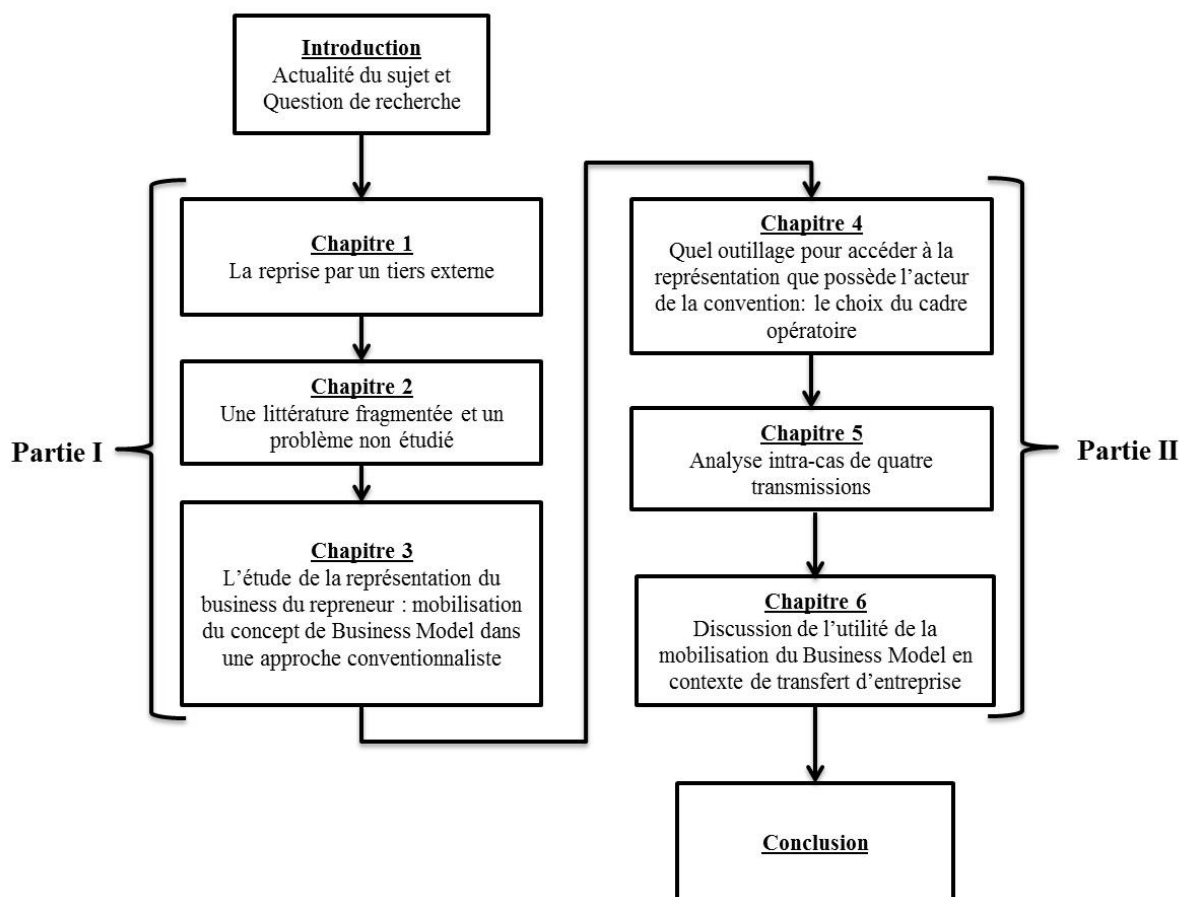 Introduction
Actualité du sujet et
Question de recherche
Partie I
Chapitre 1
La reprise par un tiers externe
Chapitre 2
Une littérature fragmentée et un
problème non étudié
Chapitre 3
L’étude de la représentation du
business du repreneur : mobilisation
du concept de Business Model dans
une approche conventionnaliste
Chapitre 4
Quel outillage pour accéder à la
représentation que possède l’acteur
de la convention: le choix du cadre
opératoire
Chapitre 5
Analyse intra-cas de quatre
transmissions
Chapitre 6
Discussion de l’utilité de la
mobilisation du Business Model en
contexte de transfert d’entreprise
Partie II
Conclusion